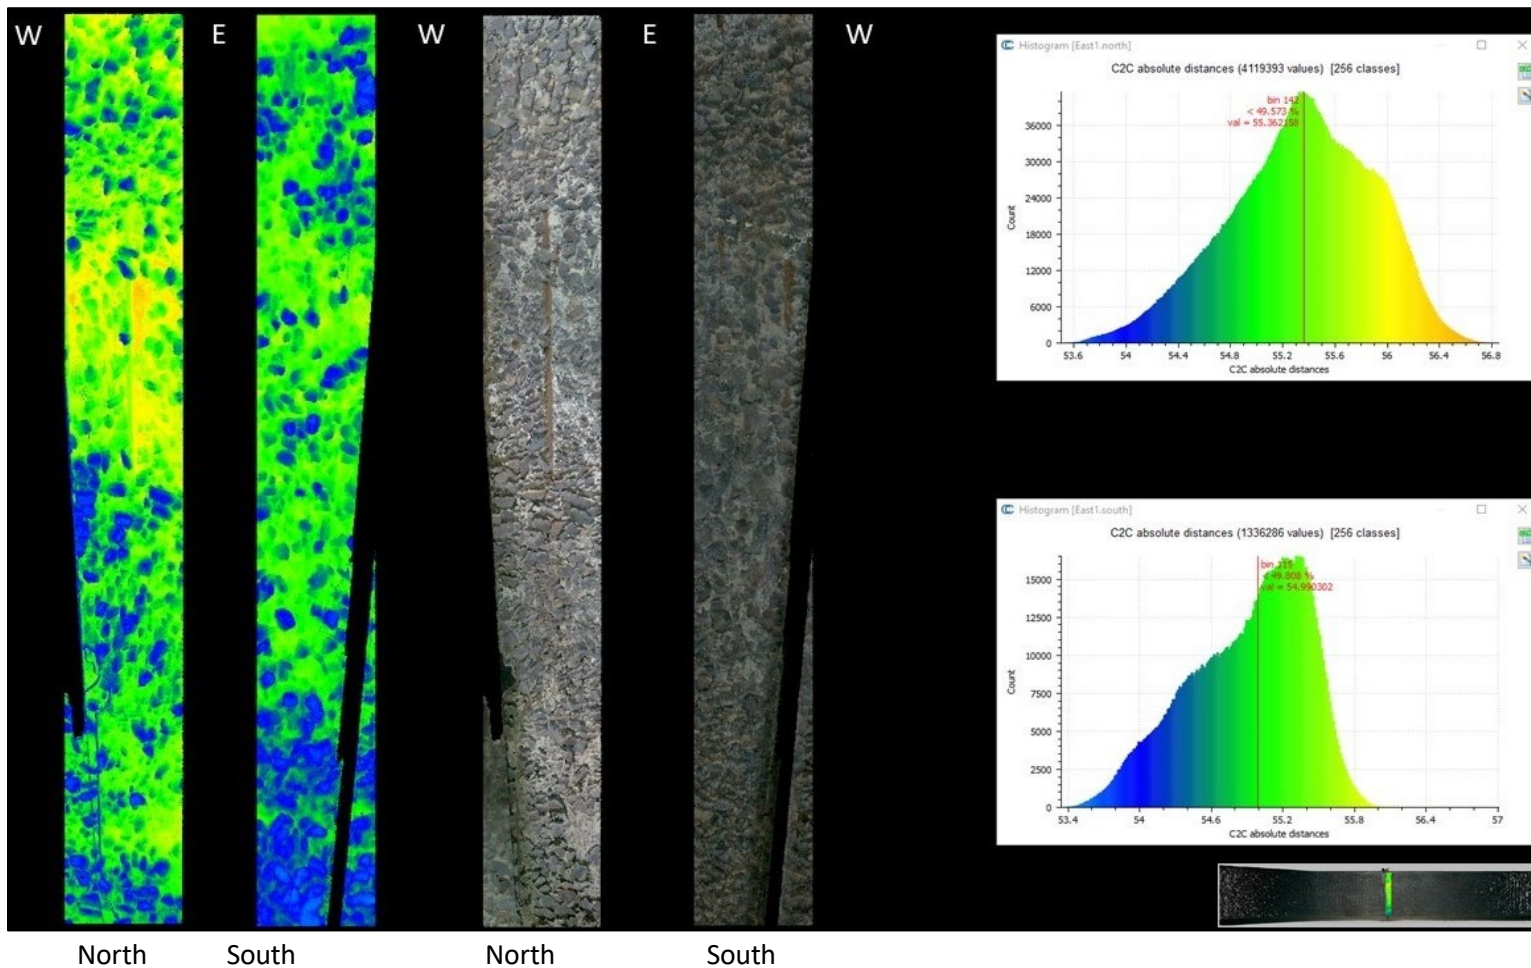 W E W E W
Histogram [East1.north]
C2C absolute distances (4119393 values) [256 classes]
bin 142
< 49.573 %
val = 55.362158
Count
36000
30000
24000
18000
12000
6000
0
53.6 54 54.4 54.8 55.2 55.6 56 56.4 56.8
C2C absolute distances
Histogram [East1.south]
C2C absolute distances (1336286 values) [256 classes]
bin 115
< 49.808 %
val = 54.990302
Count
15000
12500
10000
7500
5000
2500
0
53.4 54 54.6 55.2 55.8 56.4 57
C2C absolute distances
North South North South